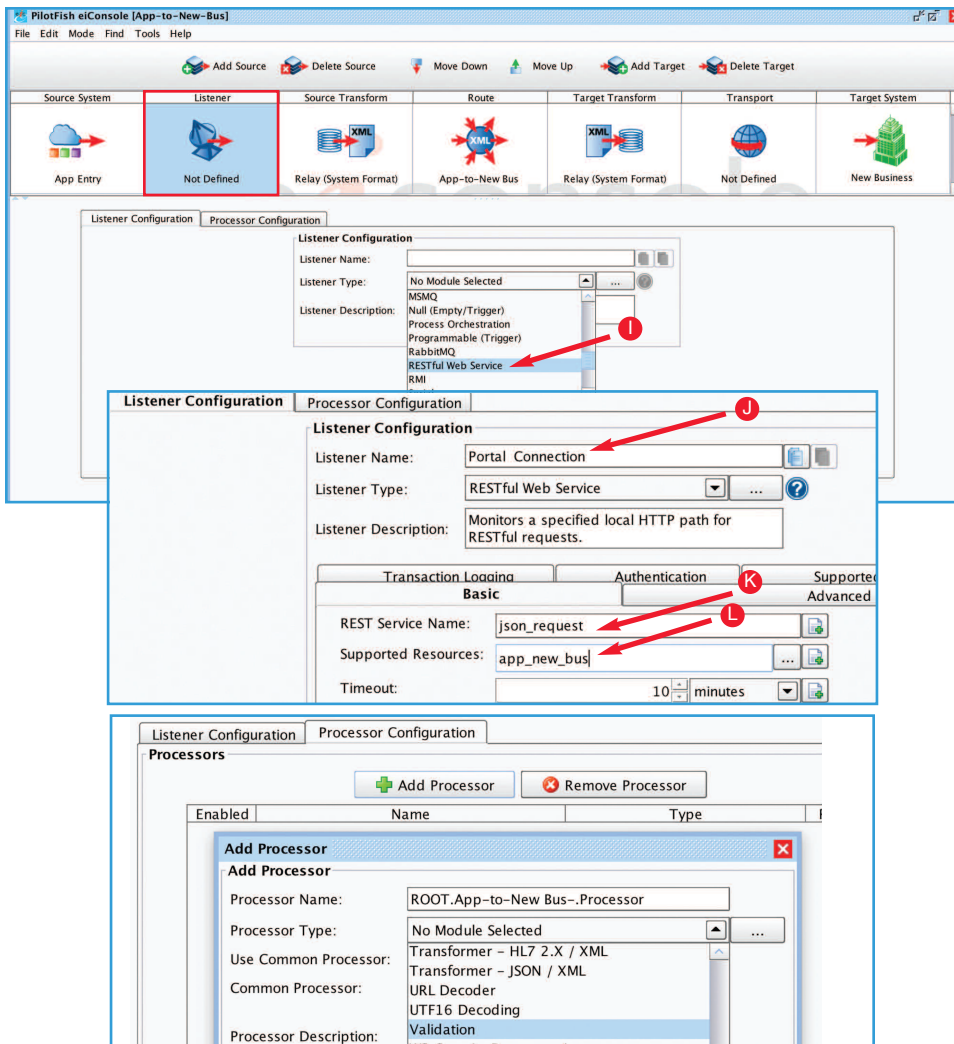 PilotFish eiConsole [App-to-New-Bus]
File Edit Mode Find Tools Help
Add Source Delete Source Move Down Move Up Add Target Delete Target
Source System Listener Source Transform Route Target Transform Transport Target System
XML XML XML
App Entry Not Defined Relay (System Format) App-to-New Bus Relay (System Format) Not Defined New Business
Listener Configuration Processor Configuration
Listener Configuration
Listener Name:
Listener Type: No Module Selected ...
MSMQ
Listener Description: Null (Empty/Trigger)
Process Orchestration
Programmable (Trigger)
I
RabbitMQ
RESTful Web Service
RMI
Listener Configuration Processor Configuration
J
Listener Configuration
Listener Name: Portal Connection
Listener Type: RESTful Web Service ... ?
Listener Description: Monitors a specified local HTTP path for
RESTful requests.
Transaction Logging Authentication Supported
K
Basic Advanced
L
REST Service Name: json_request
Supported Resources: app_new_bus ...
Timeout: 10 minutes
Listener Configuration Processor Configuration
Processors
Add Processor Remove Processor
Enabled Name Type
Add Processor
Add Processor
Processor Name: ROOT.App-to-New Bus-.Processor
Processor Type: No Module Selected ...
Transformer - HL7 2.X / XML
Use Common Processor:
Transformer - JSON / XML
Common Processor: URL Decoder
UTF16 Decoding
Validation
Processor Description: